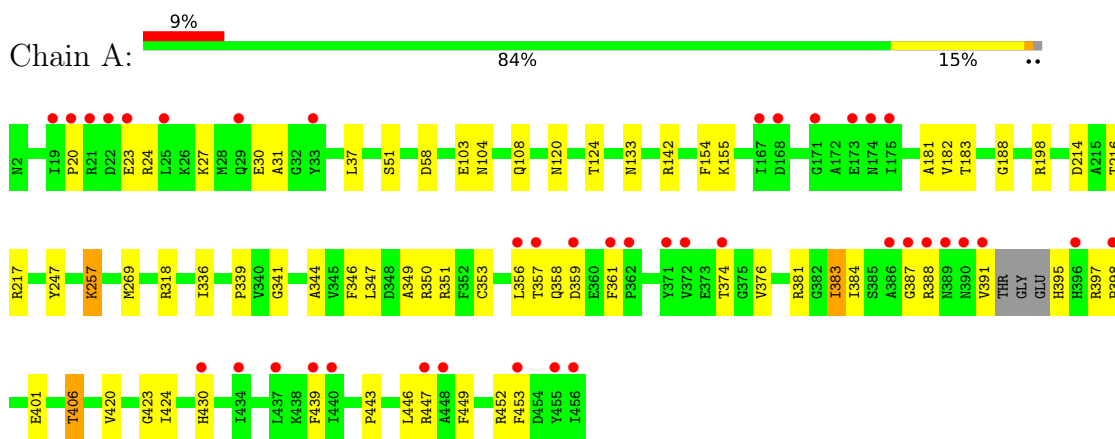 9%
Chain A:
84% 15% ••
N2 I19 P20 R21 D22 E23 R24 L25 K26 K27 M28 Q29 E30 A31 G32 Y33 L37 S51 D58 E103 N104 Q108 N120 T124 N133 R142 F154 K155 I167 D168 G171 A172 E173 N174 I175 A181 V182 T183 G188 R198 D214 A215 T216
R217 Y247 K257 M269 R318 I336 P339 V340 G341 A344 V345 F346 L347 D348 A349 R350 R351 F352 C353 L356 T357 Q358 D359 E360 F361 P362 Y371 V372 E373 T374 G375 V376 R381 G382 I383 I384 S385 A386 G387 R388 N389 N390 V391 THR GLY GLU H395 H396 R397
E401 T406 V420 G423 I424 H430 I434 L437 K438 F439 I440 P443 L446 R447 A448 F449 R452 F453 D454 Y455 I456